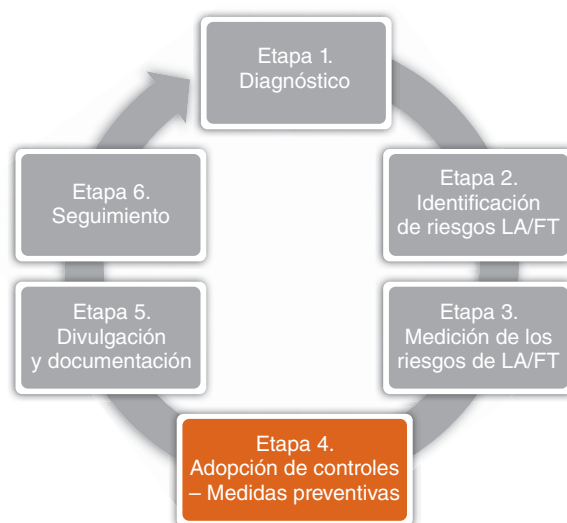 Etapa 1.
Diagnóstico
Etapa 2.
Identificación
de riesgos LA/FT
Etapa 3.
Medición de los
riesgos de LA/FT
Etapa 4.
Adopción de controles
– Medidas preventivas
Etapa 5.
Divulgación
y documentación
Etapa 6.
Seguimiento